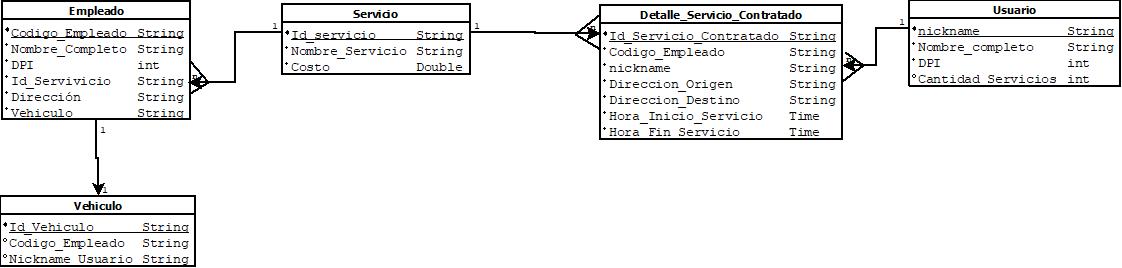 Empleado
Codigo_Empleado String
Nombre_Completo String
DPI int
Id_Servivicio String
Dirección String
Vehiculo String
1
n
Servicio
Id_servicio String
Nombre_Servicio String
Costo Double
1
1
n
Detalle_Servicio_Contratado
Id_Servicio_Contratado String
Codigo_Empleado String
nickname String
Direccion_Origen String
Direccion_Destino String
Hora_Inicio_Servicio Time
Hora_Fin_Servicio Time
n
1
Usuario
nickname String
Nombre_completo String
DPI int
Cantidad_Servicios int
1
Vehiculo
Id_Vehiculo String
Codigo_Empleado String
Nickname_Usuario String